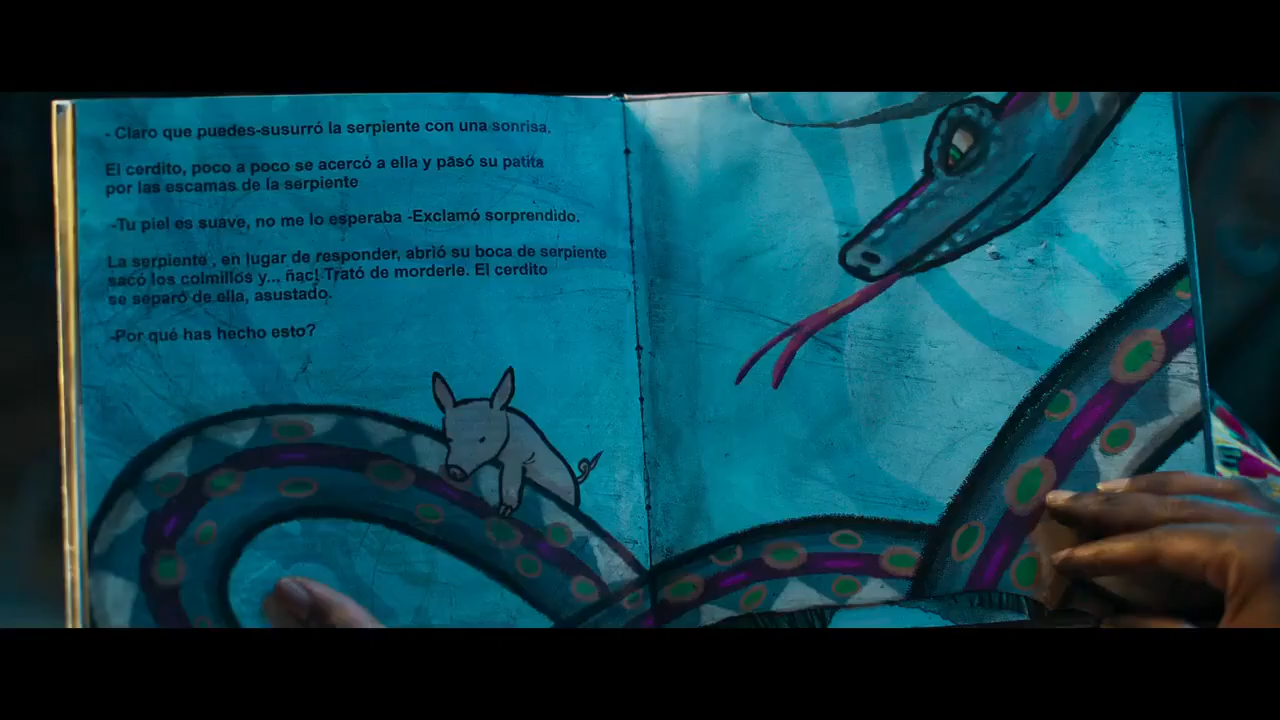 - Claro que puedes-susurró la serpiente con una sonrisa.
El cerdito, poco a poco se acercó a ella y pasó su patita
por las escamas de la serpiente
-Tu piel es suave, no me lo esperaba -Exclamó sorprendido.
La serpiente , en lugar de responder, abrió su boca de serpiente
sacó los colmillos y... ñac! Trató de morderle. El cerdito
se separó de ella, asustado.
-Por qué has hecho esto?